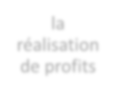 la
réalisation
de profits